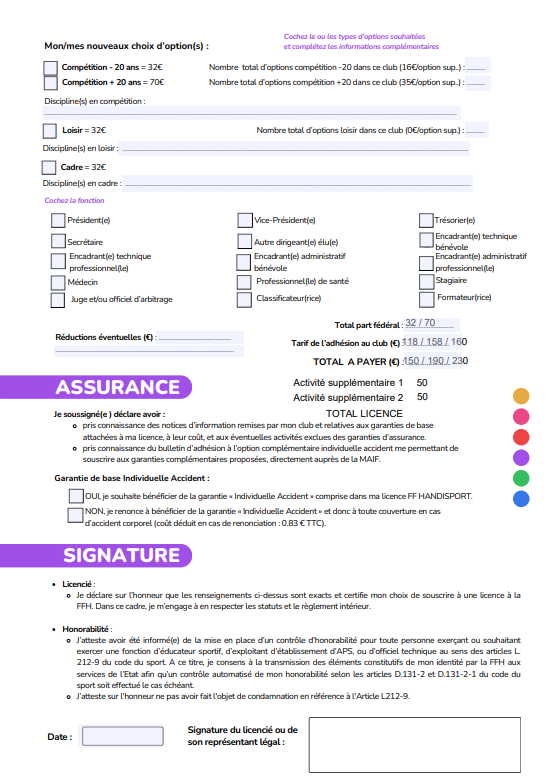 Cochez le ou les types d'options souhaitées
et complétez les informations complémentaires
Mon/mes nouveaux choix d'option(s) :
Compétition - 20 ans = 32€ Nombre total d'options compétition -20 dans ce club (16€/option sup.) :
Compétition + 20 ans = 70€ Nombre total d'options compétition +20 dans ce club (35€/option sup.) :
Discipline(s) en compétition :
Loisir = 32€ Nombre total d'options loisir dans ce club (0€/option sup.) :
Discipline(s) en loisir :
Cadre = 32€
Discipline(s) en cadre :
Cochez la fonction
Président(e) Vice-Président(e) Trésorier(e)
Secrétaire Autre dirigeant(e) élu(e) Encadrant(e) technique bénévole
Encadrant(e) technique professionnel(le) Encadrant(e) administratif bénévole Encadrant(e) administratif professionnel(le)
Médecin Professionnel(le) de santé Stagiaire
Juge et/ou officiel d'arbitrage Classificateur(rice) Formateur(rice)
Total part fédéral : 32 / 70
Réductions éventuelles (€) : Tarif de l'adhésion au club (€) : 118 / 158 / 160
TOTAL A PAYER (€) : 150 / 190 / 230
ASSURANCE
Activité supplémentaire 1 50
Activité supplémentaire 2 50
TOTAL LICENCE
Je soussigné(e) déclare avoir :
pris connaissance des notices d'information remises par mon club et relatives aux garanties de base
attachées à ma licence, à leur coût, et aux éventuelles activités exclues des garanties d'assurance.
pris connaissance du bulletin d'adhésion à l'option complémentaire individuelle accident me permettant de
souscrire aux garanties complémentaires proposées, directement auprès de la MAIF.
Garantie de base Individuelle Accident :
OUI, je souhaite bénéficier de la garantie « Individuelle Accident » comprise dans ma licence FF HANDISPORT.
NON, je renonce à bénéficier de la garantie « Individuelle Accident » et donc à toute couverture en cas
d'accident corporel (coût déduit en cas de renonciation : 0.83 € TTC).
SIGNATURE
Licencié :
Je déclare sur l'honneur que les renseignements ci-dessus sont exacts et certifie mon choix de souscrire à une licence à la
FFH. Dans ce cadre, je m'engage à en respecter les statuts et le règlement intérieur.
Honorabilité :
J'atteste avoir été informé(e) de la mise en place d'un contrôle d'honorabilité pour toute personne exerçant ou souhaitant
exercer une fonction d'éducateur sportif, d'exploitant d'établissement d'APS, ou d'officiel technique au sens des articles L.
212-9 du code du sport. A ce titre, je consens à la transmission des éléments constitutifs de mon identité par la FFH aux
services de l'Etat afin qu'un contrôle automatisé de mon honorabilité selon les articles D.131-2 et D.131-2-1 du code du
sport soit effectué le cas échéant.
J'atteste sur l'honneur ne pas avoir fait l'objet de condamnation en référence à l'Article L212-9.
Date :
Signature du licencié ou de
son représentant légal :